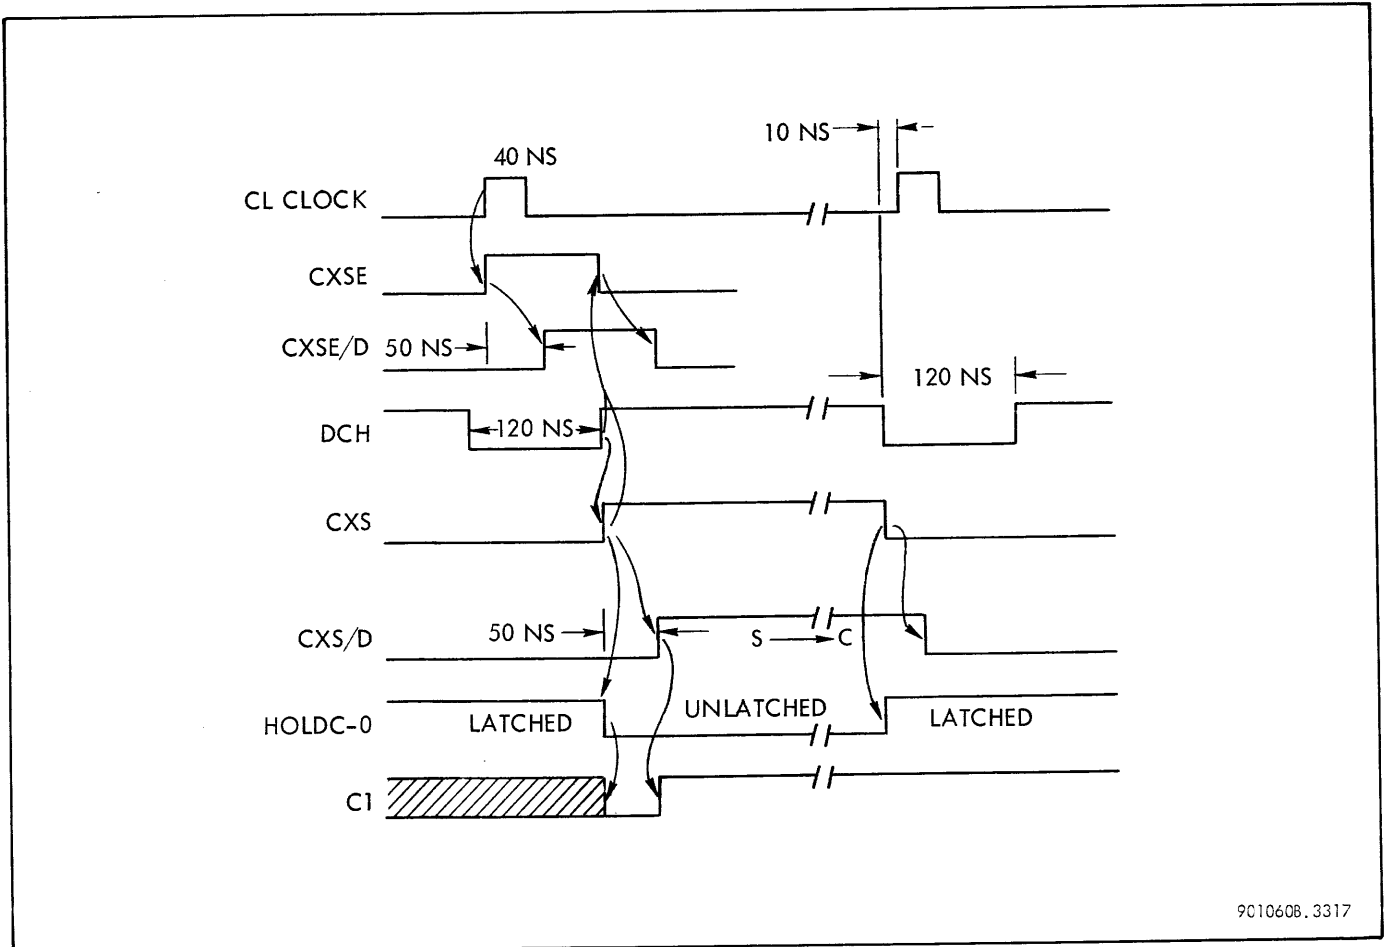 10 NS
40 NS
CL CLOCK
CXSE
CXSE/D 50 NS
120 NS
DCH
120 NS
CXS
CXS/D
50 NS
S C
HOLDC-0
LATCHED
UNLATCHED
LATCHED
C1
901060B.3317